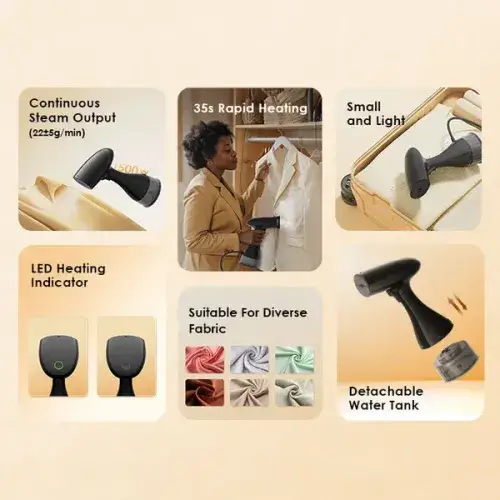 Continuous
Steam Output
(22±5g/min)
1500w
35s Rapid Heating
Small
and Light
LED Heating
Indicator
Suitable For Diverse
Fabric
Detachable
Water Tank